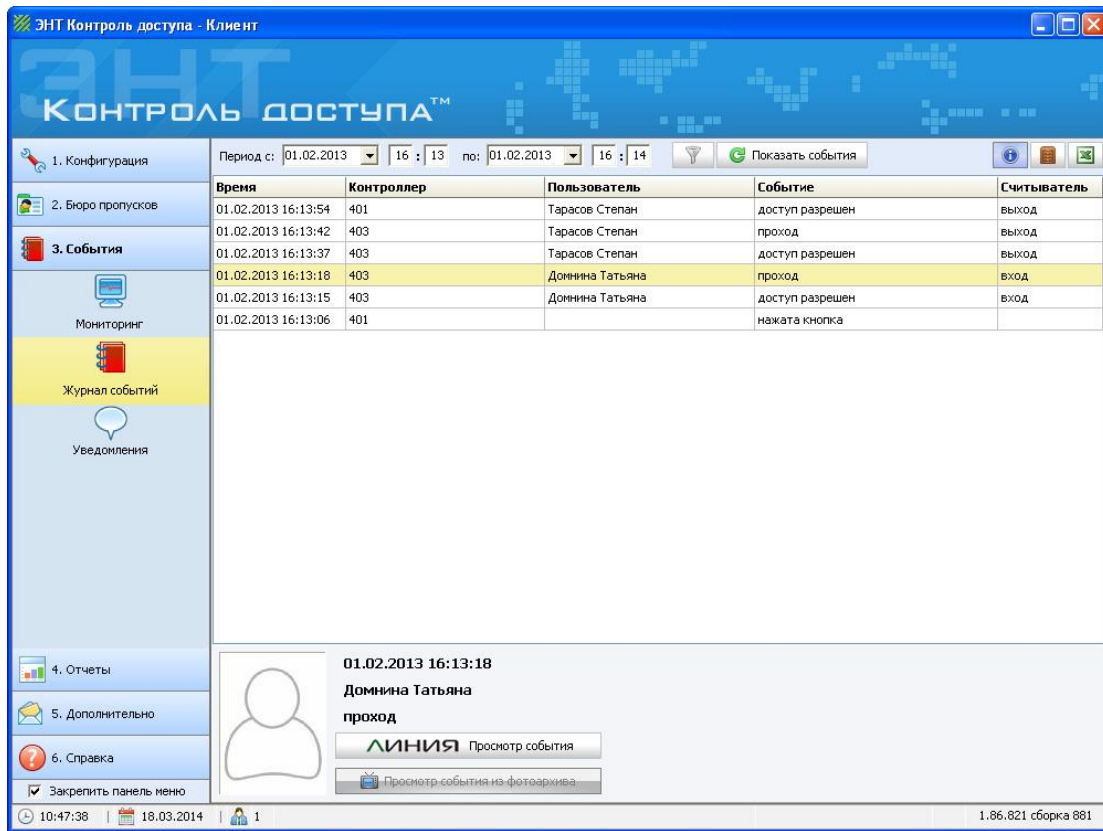 ЭНТ Контроль доступа - Клиент
ЭНТ
КОНТРОЛЬ ДОСТУПА™
1. Конфигурация
2. Бюро пропусков
3. События
Мониторинг
Журнал событий
Уведомления
4. Отчеты
5. Дополнительно
6. Справка
Закрепить панель меню
Период с: 01.02.2013 16 : 13 по: 01.02.2013 16 : 14 Показать события
Время Контроллер Пользователь Событие Считыватель
01.02.2013 16:13:54 401 Тарасов Степан доступ разрешен выход
01.02.2013 16:13:42 403 Тарасов Степан проход выход
01.02.2013 16:13:37 403 Тарасов Степан доступ разрешен выход
01.02.2013 16:13:18 403 Домнина Татьяна проход вход
01.02.2013 16:13:15 403 Домнина Татьяна доступ разрешен вход
01.02.2013 16:13:06 401 нажата кнопка
01.02.2013 16:13:18
Домнина Татьяна
проход
ЛИНИЯ Просмотр события
Просмотр события из фотоархива
10:47:38 | 18.03.2014 | 1 1.86.821 сборка 881